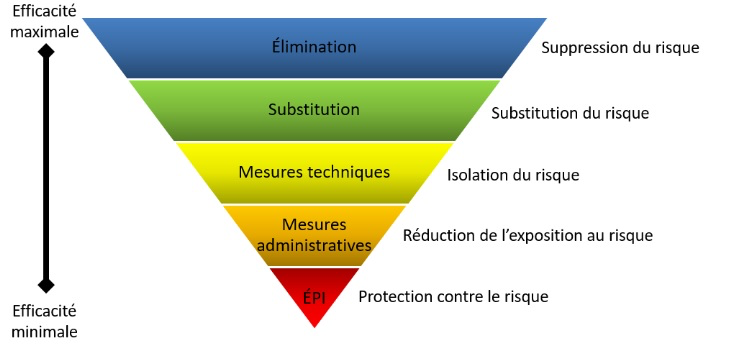 Efficacité
maximale
Élimination
Suppression du risque
Substitution
Substitution du risque
Mesures techniques
Isolation du risque
Mesures
administratives
Réduction de l’exposition au risque
ÉPI
Protection contre le risque
Efficacité
minimale